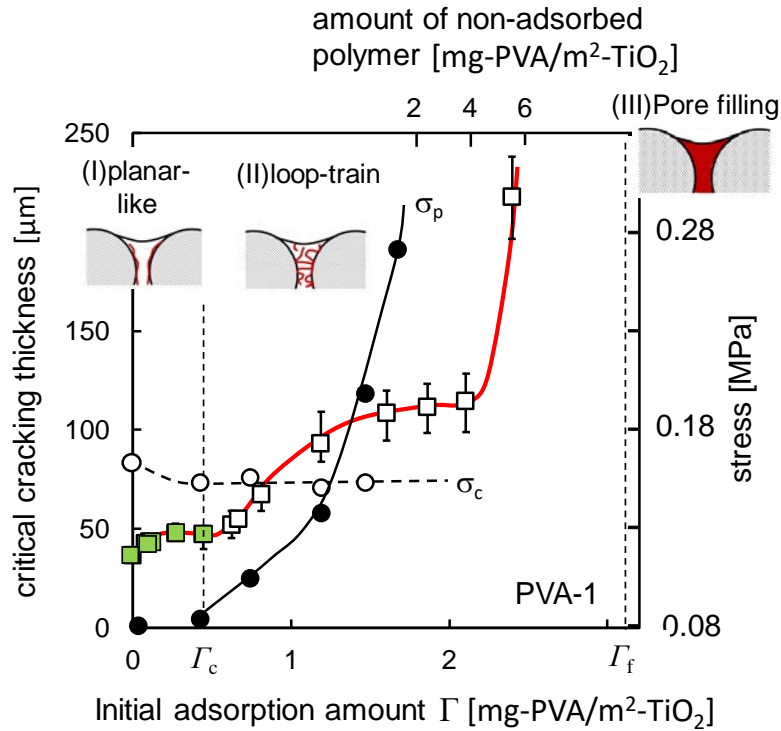 amount of non-adsorbed
polymer [mg-PVA/m²-TiO₂]
2 4 6
(III)Pore filling
250
(I)planar-
like
(II)loop-train
σp
0.28
150
critical cracking thickness [μm]
stress [MPa]
100
0.18
σc
50
PVA-1
0
0.08
0 Γc 1 2 Γf
Initial adsorption amount Γ [mg-PVA/m²-TiO₂]